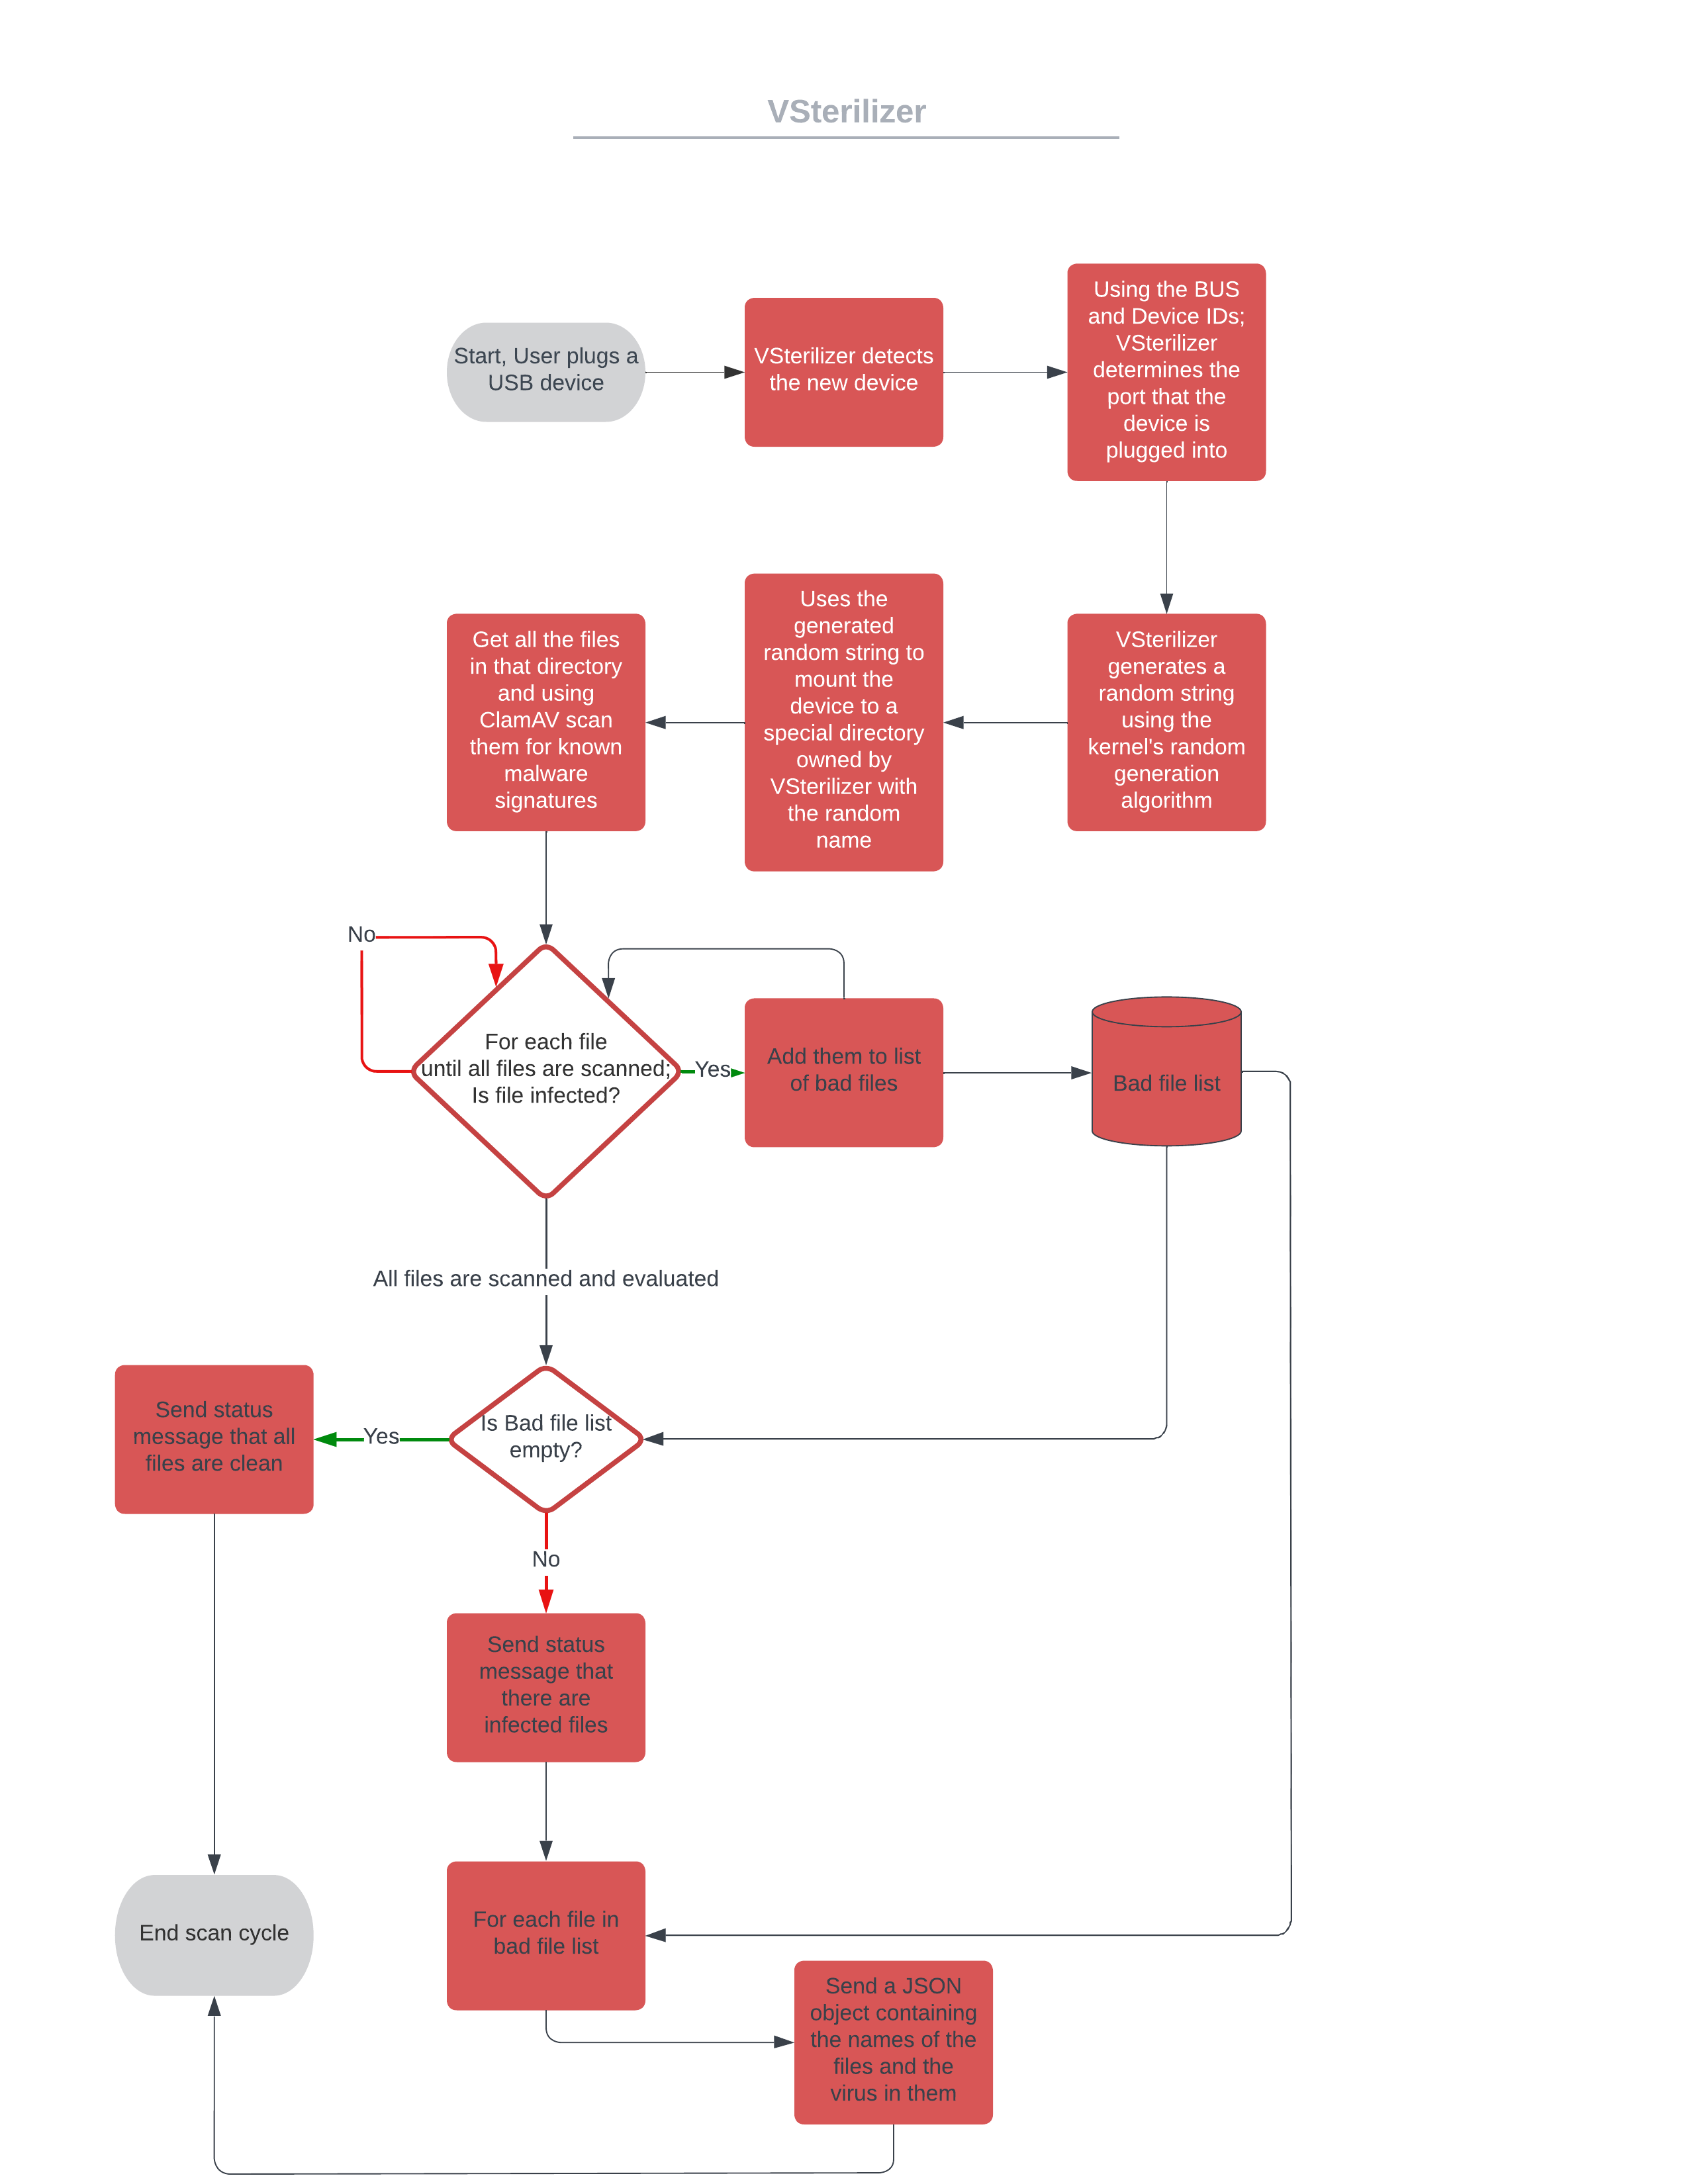 VSterilizer
Start, User plugs a
USB device
VSterilizer detects
the new device
Using the BUS
and Device IDs;
VSterilizer
determines the
port that the
device is
plugged into
VSterilizer
generates a
random string
using the
kernel's random
generation
algorithm
Uses the
generated
random string to
mount the
device to a
special directory
owned by
VSterilizer with
the random
name
Get all the files
in that directory
and using
ClamAV scan
them for known
malware
signatures
No
For each file
until all files are scanned;
Is file infected?
Yes
Add them to list
of bad files
Bad file list
All files are scanned and evaluated
Is Bad file list
empty?
Yes
Send status
message that all
files are clean
No
Send status
message that
there are
infected files
End scan cycle
For each file in
bad file list
Send a JSON
object containing
the names of the
files and the
virus in them